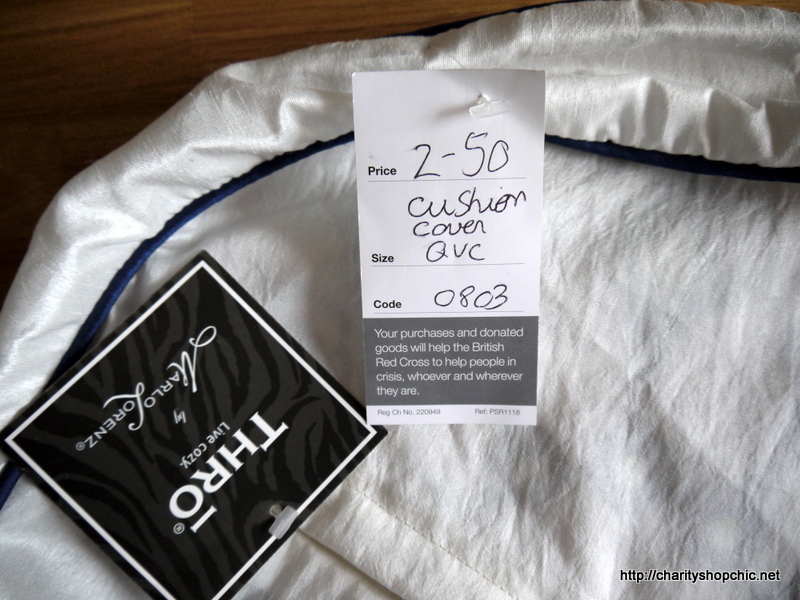 Price 2-50
cushion
cover
Size QVC
Code 0803
Your purchases and donated
goods will help the British
Red Cross to help people in
crisis, whoever and wherever
they are.
Reg Ch No. 220949 Ref: PSR1118
THRŌ®
Live cozy.
by
MARLO LORENZ®
http://charityshopchic.net